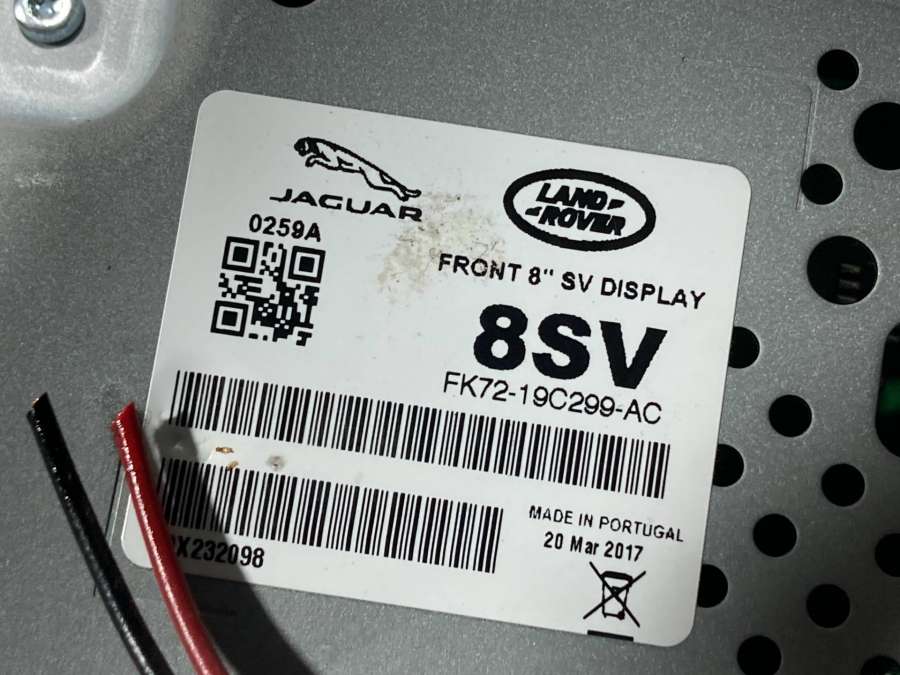 JAGUAR
LAND
ROVER
0259A
FRONT 8" SV DISPLAY
8SV
FK72-19C299-AC
MADE IN PORTUGAL
20 Mar 2017
X232098